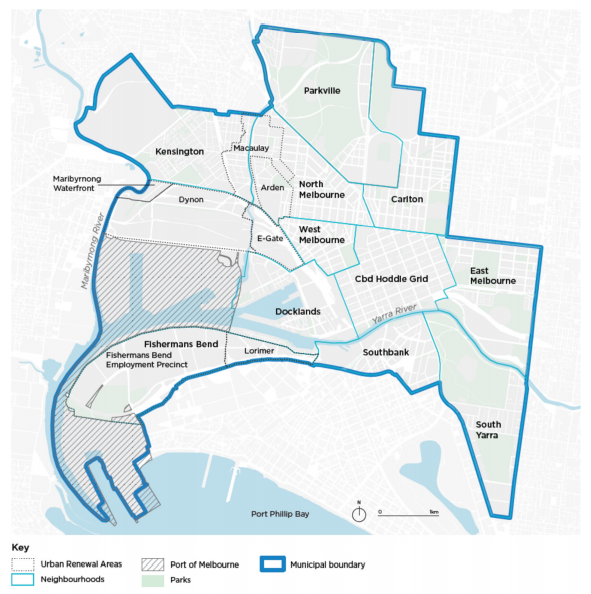 Parkville
Kensington
Macaulay
Maribyrnong
Waterfront
Arden
North
Melbourne
Dynon
Carlton
Maribyrnong River
E-Gate
West
Melbourne
Cbd Hoddle Grid
East
Melbourne
Docklands
Yarra River
Fishermans Bend
Fishermans Bend
Employment Precinct
Lorimer
Southbank
South
Yarra
Port Phillip Bay
N
0 1km
Key
Urban Renewal Areas
Port of Melbourne
Municipal boundary
Neighbourhoods
Parks